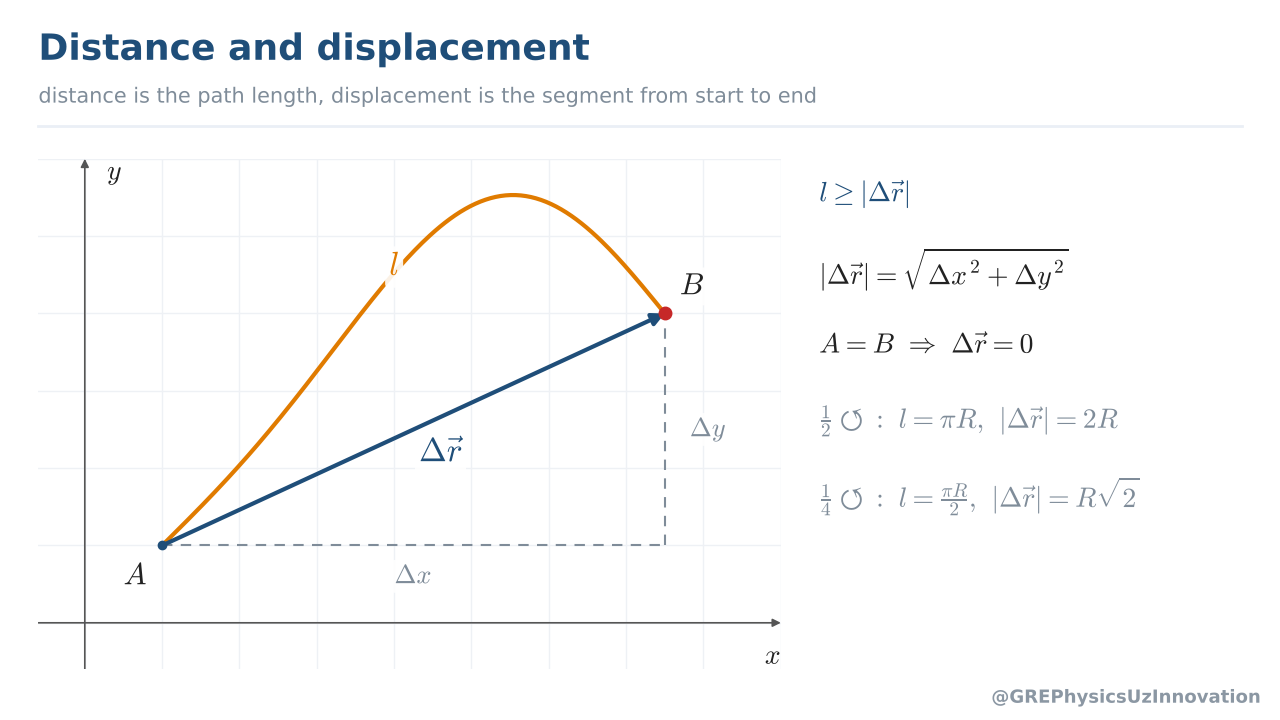 Distance and displacement
distance is the path length, displacement is the segment from start to end
y
l
B
Δr⃗
Δy
A
Δx
x
l ≥ |Δr⃗|
|Δr⃗| = √(Δx² + Δy²)
A = B ⇒ Δr⃗ = 0
½ ↺ : l = πR, |Δr⃗| = 2R
¼ ↺ : l = πR/2, |Δr⃗| = R√2
@GREPhysicsUzInnovation